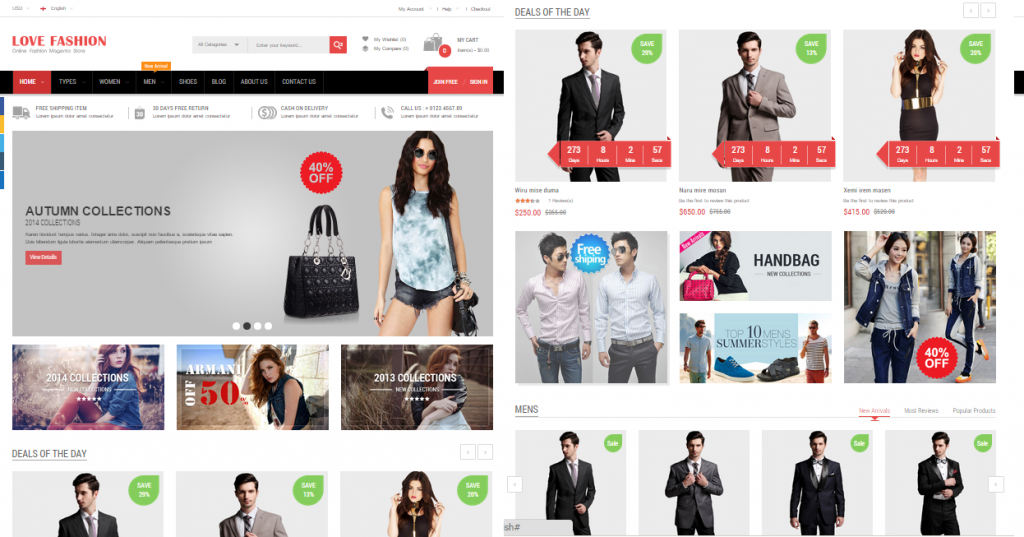 USD
English
My Account
Help
Checkout
LOVE FASHION
Online Fashion Magento Store
All Categories
Enter your keyword...
My Wishlist (0)
My Compare (0)
MY CART
0
item(s) - $0.00
New Arrival
HOME
TYPES
WOMEN
MEN
SHOES
BLOG
ABOUT US
CONTACT US
JOIN FREE / SIGN IN
FREE SHIPPING ITEM
Lorem ipsum dolor amet consectetur
30 DAYS FREE RETURN
Lorem ipsum dolor amet consectetur
CASH ON DELIVERY
Lorem ipsum dolor amet consectetur
CALL US : + 0123.4567.89
Lorem ipsum dolor amet consectetur
40%
OFF
AUTUMN COLLECTIONS
2014 COLLECTIONS
View Details
2014 COLLECTIONS
NEW COLLECTIONS
ARMANI
OFF 50%
2013 COLLECTIONS
NEW COLLECTIONS
DEALS OF THE DAY
SAVE
20%
SAVE
13%
SAVE
20%
DEALS OF THE DAY
SAVE
20%
SAVE
13%
SAVE
20%
273 8 2 57
Days Hours Mins Secs
273 8 2 57
Days Hours Mins Secs
273 8 2 57
Days Hours Mins Secs
Wiru mise duma
1 Review(s)
$250.00 $355.00
Nuru mire mosan
Be the first to review this product
$650.00 $755.00
Xemi irem masen
Be the first to review this product
$415.00 $520.00
Free
shiping
New Arrivals
HANDBAG
NEW COLLECTIONS
TOP 10 MENS
SUMMER STYLES
40%
OFF
MENS
New Arrivals
Most Reviews
Popular Products
Sale
Sale
Sale
sh#